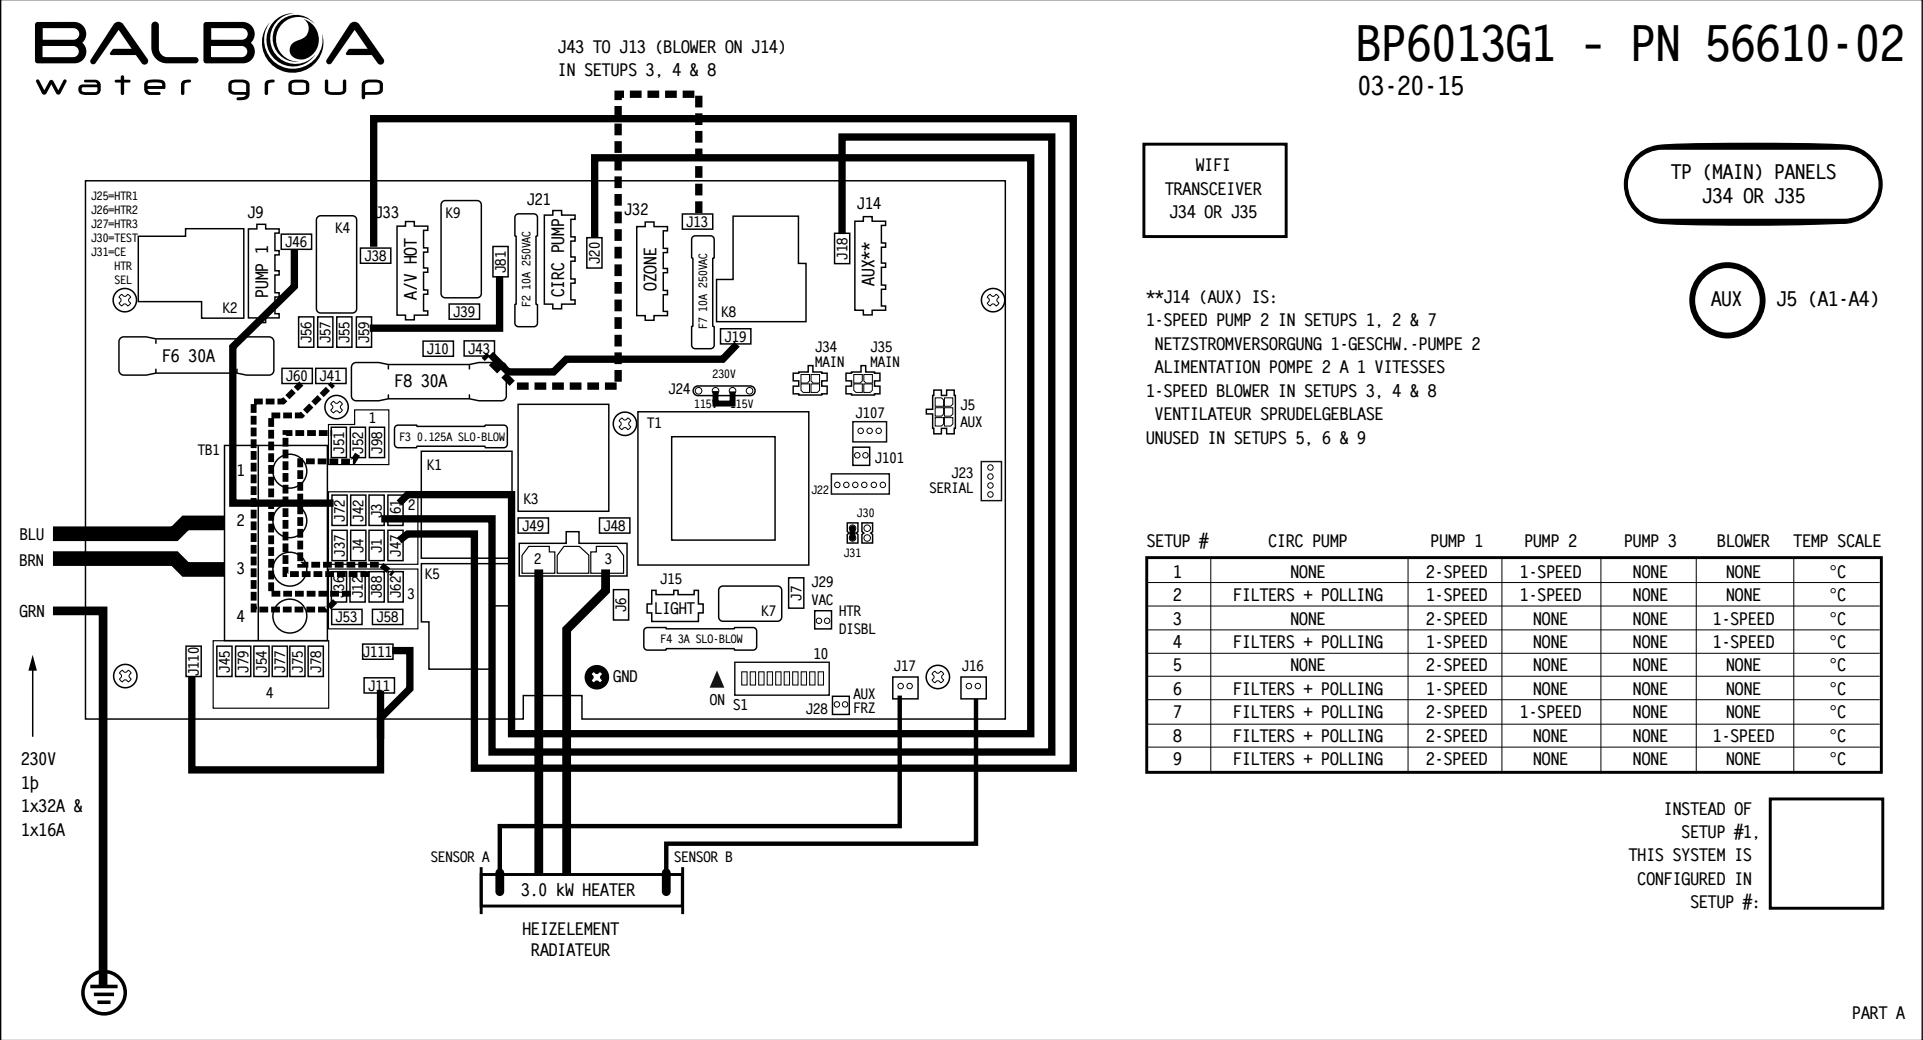 BALBOA
water group
J43 TO J13 (BLOWER ON J14)
IN SETUPS 3, 4 & 8
BP6013G1 - PN 56610-02
03-20-15
WIFI
TRANSCEIVER
J34 OR J35
TP (MAIN) PANELS
J34 OR J35
AUX
J5 (A1-A4)
**J14 (AUX) IS:
1-SPEED PUMP 2 IN SETUPS 1, 2 & 7
NETZSTROMVERSORGUNG 1-GESCHW.-PUMPE 2
ALIMENTATION POMPE 2 A 1 VITESSES
1-SPEED BLOWER IN SETUPS 3, 4 & 8
VENTILATEUR SPRUDELGEBLASE
UNUSED IN SETUPS 5, 6 & 9
J25=HTR1
J26=HTR2
J27=HTR3
J30=TEST
J31=CE
HTR
SEL
K2
J9
PUMP 1
J46
K4
J33
J38
A/V HOT
K9
J39
J81
J21
F2 10A 250VAC
CIRC PUMP
J20
J32
OZONE
J13
F7 10A 250VAC
K8
J18
J14
AUX**
J56
J57
J55
J59
F6 30A
J10
J43
J19
J60
J41
F8 30A
J24
230V
115V
115V
J34
MAIN
J35
MAIN
J5
AUX
J107
J101
J22
J23
SERIAL
J30
J31
TB1
1
2
3
4
1
J51
J52
J98
F3 0.125A SLO-BLOW
K1
K3
T1
J72
J42
J3
J61
2
J37
J4
J1
J47
J49
J48
2
3
J36
J12
J88
J62
3
K5
J53
J58
J6
J15
LIGHT
K7
J7
J29
VAC
HTR
DISBL
F4 3A SLO-BLOW
J110
J45
J79
J54
J77
J75
J78
4
J111
J11
GND
ON
S1
10
J28
AUX
FRZ
J17
J16
BLU
BRN
GRN
230V
1þ
1x32A &
1x16A
SENSOR A
SENSOR B
3.0 kW HEATER
HEIZELEMENT
RADIATEUR
SETUP # CIRC PUMP PUMP 1 PUMP 2 PUMP 3 BLOWER TEMP SCALE
1 NONE 2-SPEED 1-SPEED NONE NONE °C
2 FILTERS + POLLING 1-SPEED 1-SPEED NONE NONE °C
3 NONE 2-SPEED NONE NONE 1-SPEED °C
4 FILTERS + POLLING 1-SPEED NONE NONE 1-SPEED °C
5 NONE 2-SPEED NONE NONE NONE °C
6 FILTERS + POLLING 1-SPEED NONE NONE NONE °C
7 FILTERS + POLLING 2-SPEED 1-SPEED NONE NONE °C
8 FILTERS + POLLING 2-SPEED NONE NONE 1-SPEED °C
9 FILTERS + POLLING 2-SPEED NONE NONE NONE °C
INSTEAD OF
SETUP #1,
THIS SYSTEM IS
CONFIGURED IN
SETUP #:
PART A